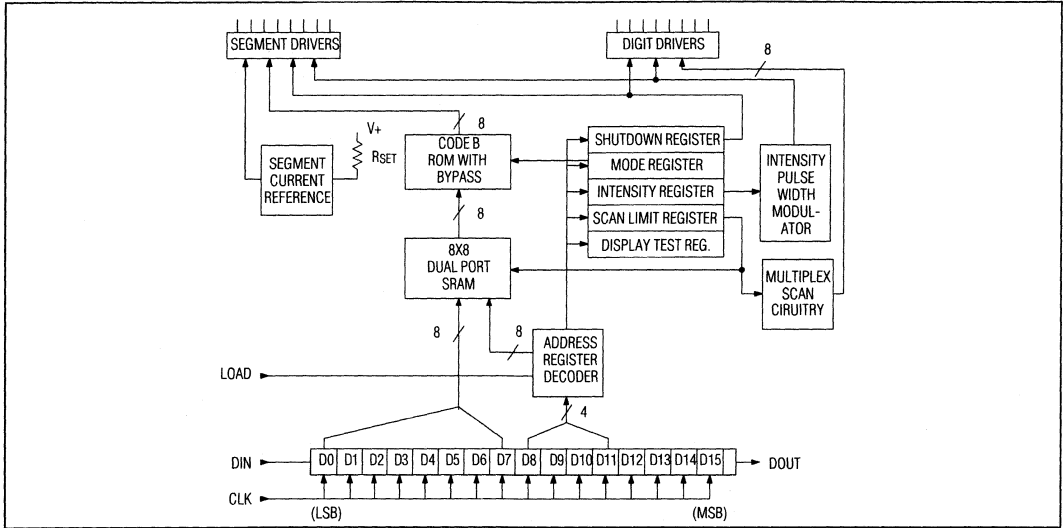 SEGMENT DRIVERS
DIGIT DRIVERS
8
V+
RSET
8
SEGMENT
CURRENT
REFERENCE
CODE B
ROM WITH
BYPASS
SHUTDOWN REGISTER
MODE REGISTER
INTENSITY REGISTER
SCAN LIMIT REGISTER
DISPLAY TEST REG.
INTENSITY
PULSE
WIDTH
MODUL-
ATOR
8
8X8
DUAL PORT
SRAM
MULTIPLEX
SCAN
CIRUITRY
8
8
ADDRESS
REGISTER
DECODER
LOAD
4
DIN
D0 D1 D2 D3 D4 D5 D6 D7 D8 D9 D10 D11 D12 D13 D14 D15
DOUT
CLK
(LSB)
(MSB)